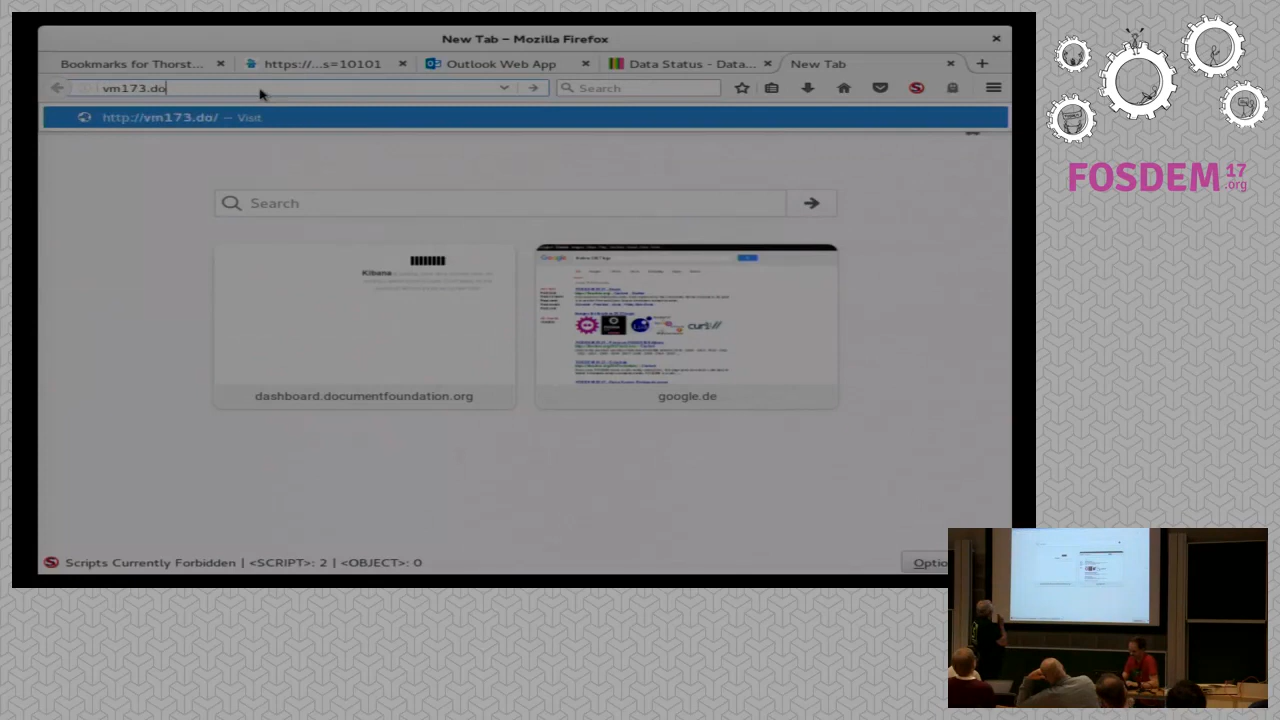 New Tab – Mozilla Firefox
Bookmarks for Thorst...
https:/...s=10101
Outlook Web App
Data Status - Data...
New Tab
vm173.do
Search
http://vm173.do/ — Visit
Search
Kibana
Google
curl://
dashboard.documentfoundation.org
google.de
Scripts Currently Forbidden | <SCRIPT>: 2 | <OBJECT>: 0
Optio
FOSDEM 17
.org